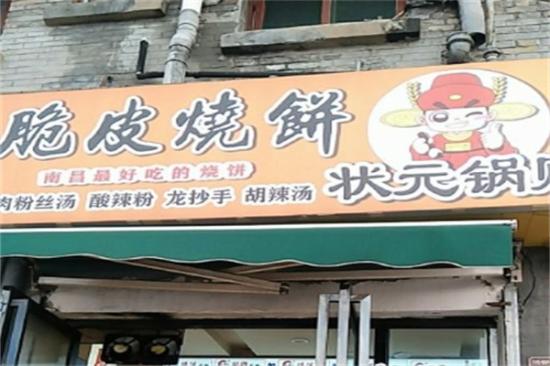 脆皮燒餅
南昌最好吃的烧饼
肉粉丝汤 酸辣粉 龙抄手 胡辣汤
状元锅